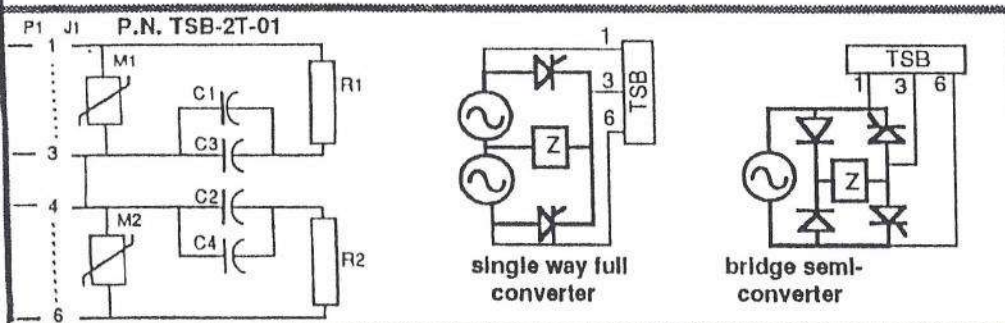 P1 J1 P.N. TSB-2T-01
1
M1
C1
R1
C3
3
4
C2
M2
C4
R2
6
1
3
6
TSB
Z
single way full
converter
TSB
1 3 6
Z
bridge semi-
converter